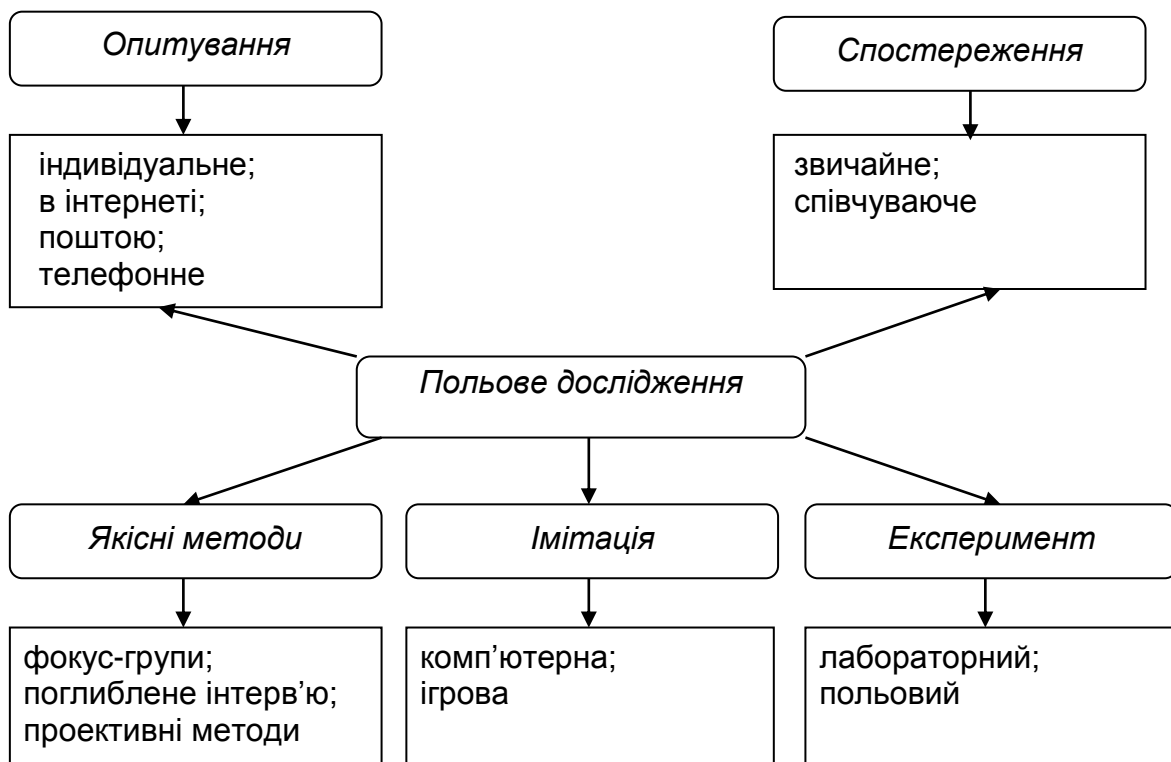 Опитування
Спостереження
індивідуальне;
в інтернеті;
поштою;
телефонне
звичайне;
співчуваюче
Польове дослідження
Якісні методи
Імітація
Експеримент
фокус-групи;
поглиблене інтерв’ю;
проективні методи
комп’ютерна;
ігрова
лабораторний;
польовий